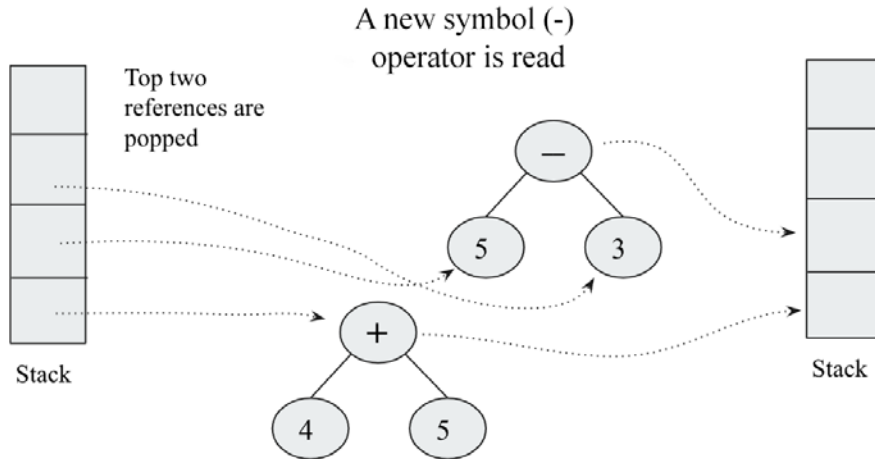 A new symbol (-)
operator is read
Top two
references are
popped
–
5
3
+
Stack
Stack
4
5